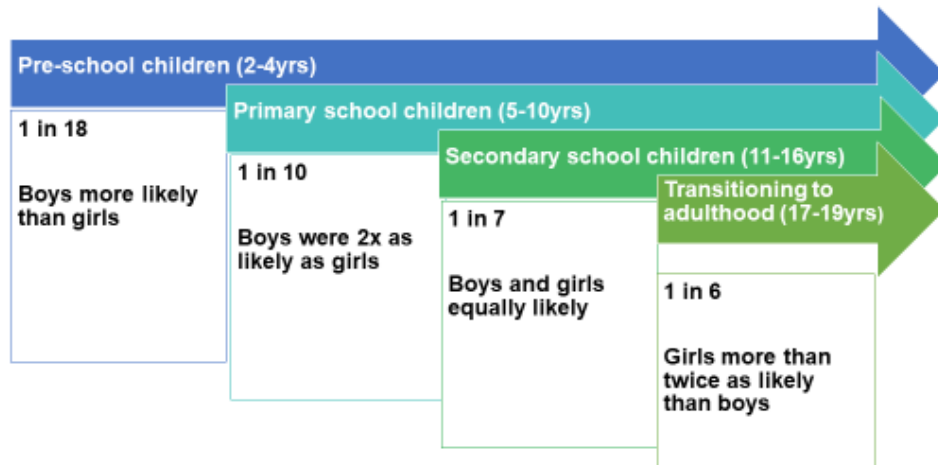 Pre-school children (2-4yrs)
1 in 18
Boys more likely
than girls
Primary school children (5-10yrs)
1 in 10
Boys were 2x as
likely as girls
Secondary school children (11-16yrs)
1 in 7
Boys and girls
equally likely
Transitioning to
adulthood (17-19yrs)
1 in 6
Girls more than
twice as likely
than boys